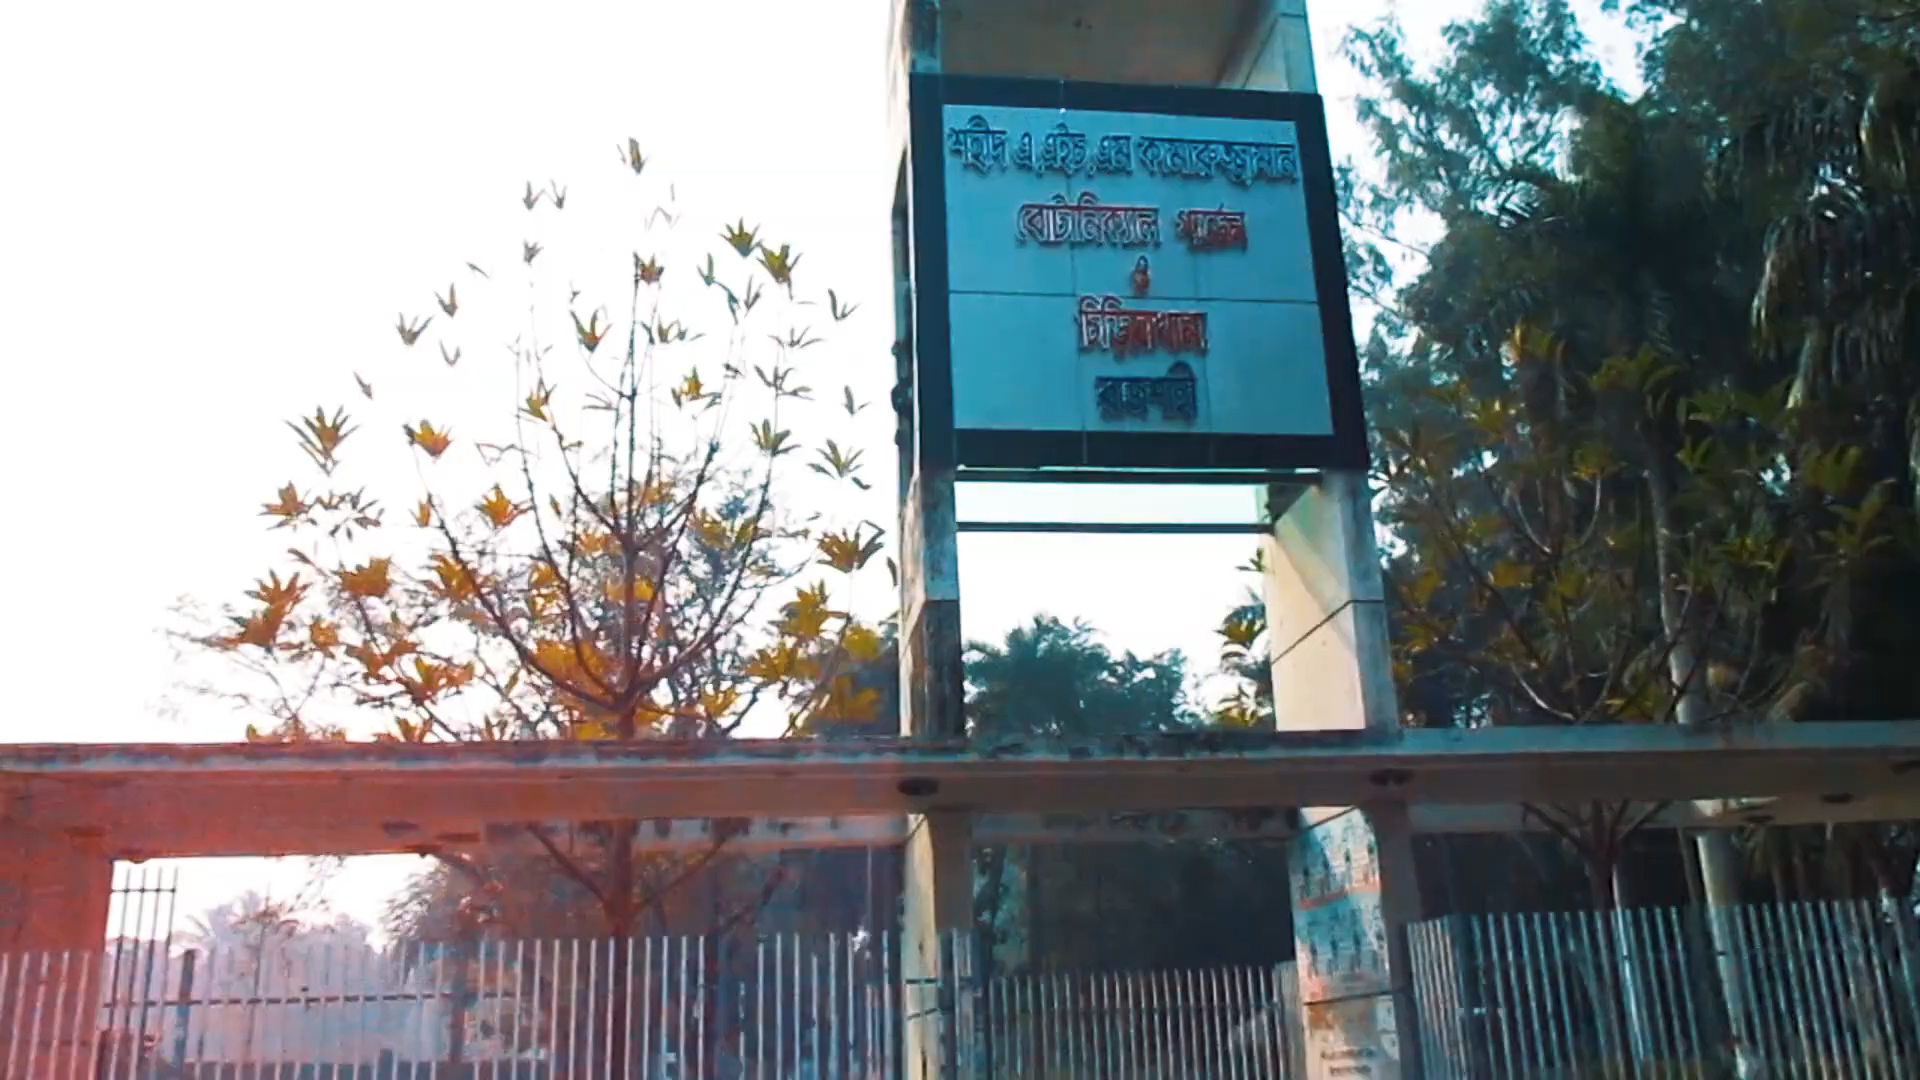 শহীদ এ.এইচ.এম কামারুজ্জামান
বোটানিক্যাল গার্ডেন
ও
চিড়িয়াখানা
রাজশাহী